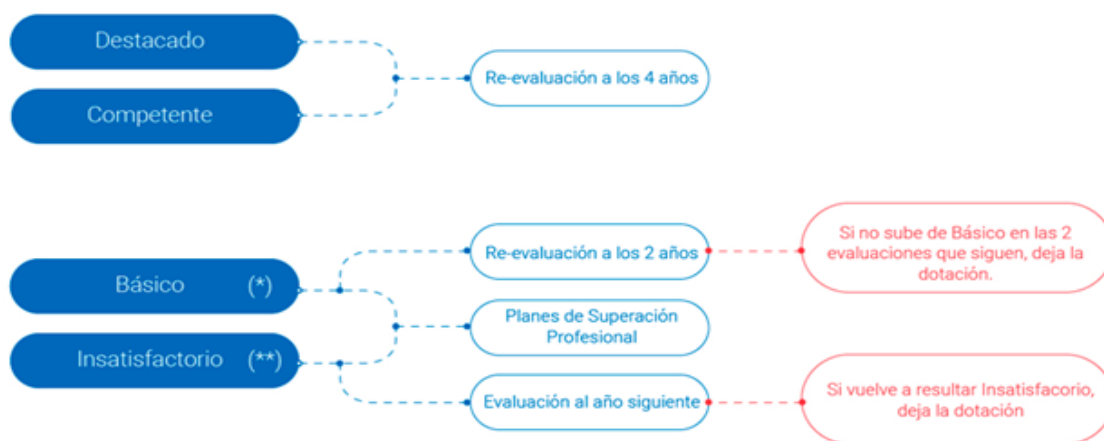 Destacado
Re-evaluación a los 4 años
Competente
Si no sube de Básico en las 2
evaluaciones que siguen, deja la
dotación.
Re-evaluación a los 2 años
Básico (*)
Planes de Superación
Profesional
Insatisfactorio (**)
Evaluación al año siguiente
Si vuelve a resultar Insatisfacorio,
deja la dotación